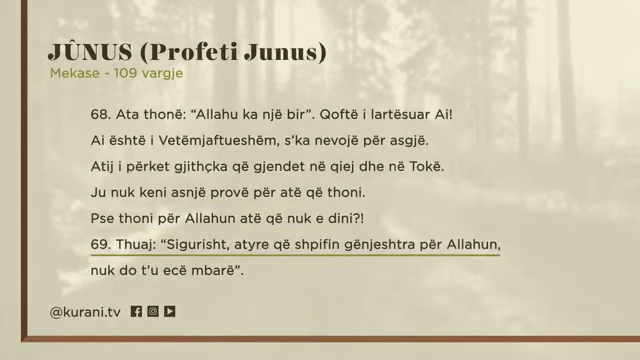 JÛNUS (Profeti Junus)
Mekase - 109 vargje
68. Ata thonë: “Allahu ka një bir”. Qoftë i lartësuar Ai!
Ai është i Vetëmjaftueshëm, s’ka nevojë për asgjë.
Atij i përket gjithçka që gjendet në qiej dhe në Tokë.
Ju nuk keni asnjë provë për atë që thoni.
Pse thoni për Allahun atë që nuk e dini?!
69. Thuaj: “Sigurisht, atyre që shpifin gënjeshtra për Allahun,
nuk do t’u ecë mbarë”.
@kurani.tv